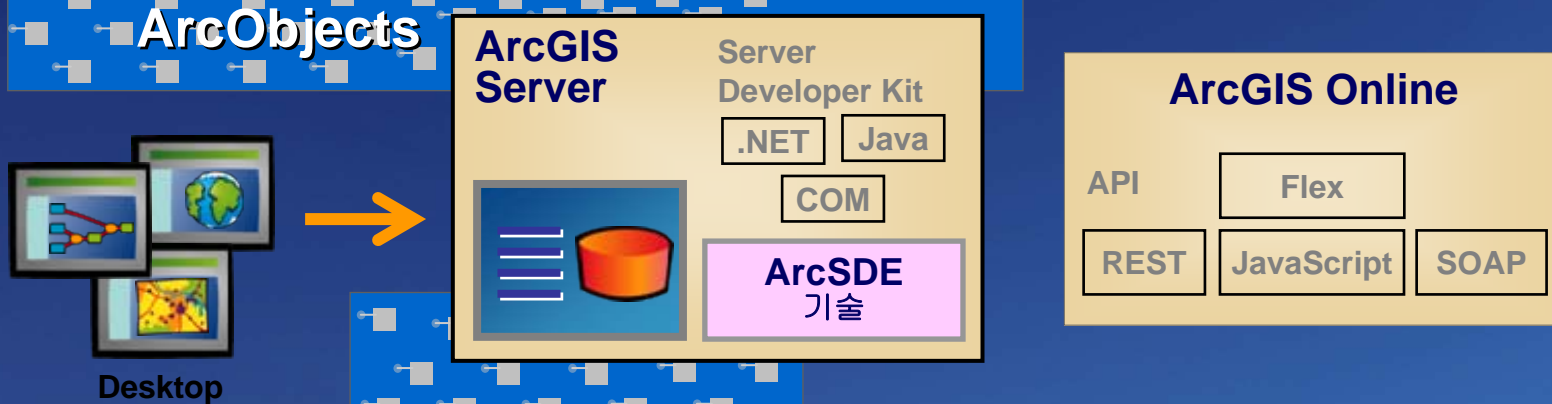 ArcObjects
ArcGIS
Server
Server
Developer Kit
.NET
Java
COM
ArcSDE
기술
Desktop
ArcGIS Online
API
Flex
REST
JavaScript
SOAP